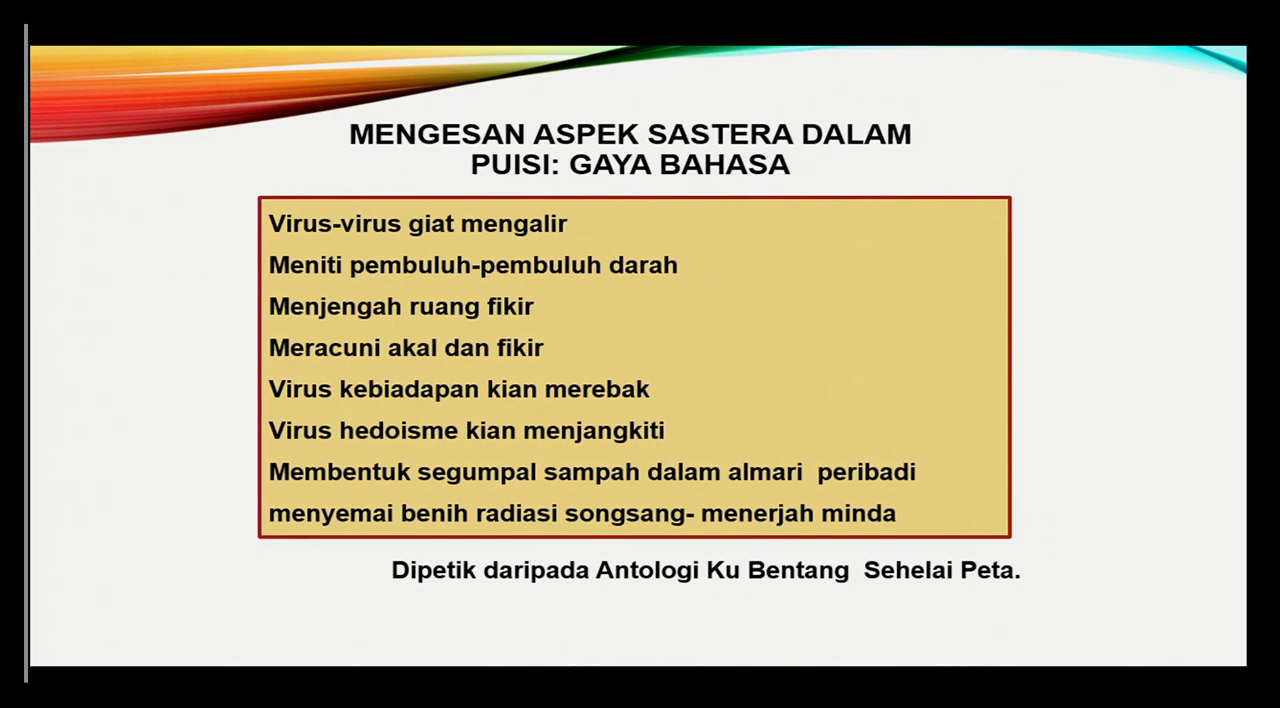 MENGESAN ASPEK SASTERA DALAM
PUISI: GAYA BAHASA
Virus-virus giat mengalir
Meniti pembuluh-pembuluh darah
Menjengah ruang fikir
Meracuni akal dan fikir
Virus kebiadapan kian merebak
Virus hedoisme kian menjangkiti
Membentuk segumpal sampah dalam almari  peribadi
menyemai benih radiasi songsang- menerjah minda
Dipetik daripada Antologi Ku Bentang  Sehelai Peta.